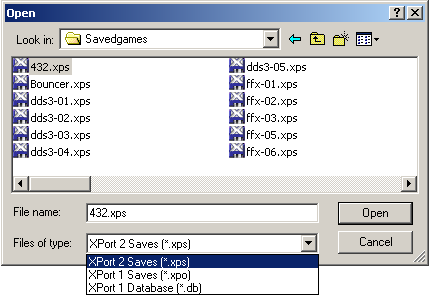 Open
Look in: Savedgames
432.xps
Bouncer.xps
dds3-01.xps
dds3-02.xps
dds3-03.xps
dds3-04.xps
dds3-05.xps
ffx-01.xps
ffx-02.xps
ffx-03.xps
ffx-05.xps
ffx-06.xps
File name: 432.xps Open
Files of type: XPort 2 Saves (*.xps) Cancel
XPort 2 Saves (*.xps)
XPort 1 Saves (*.xpo)
XPort 1 Database (*.db)